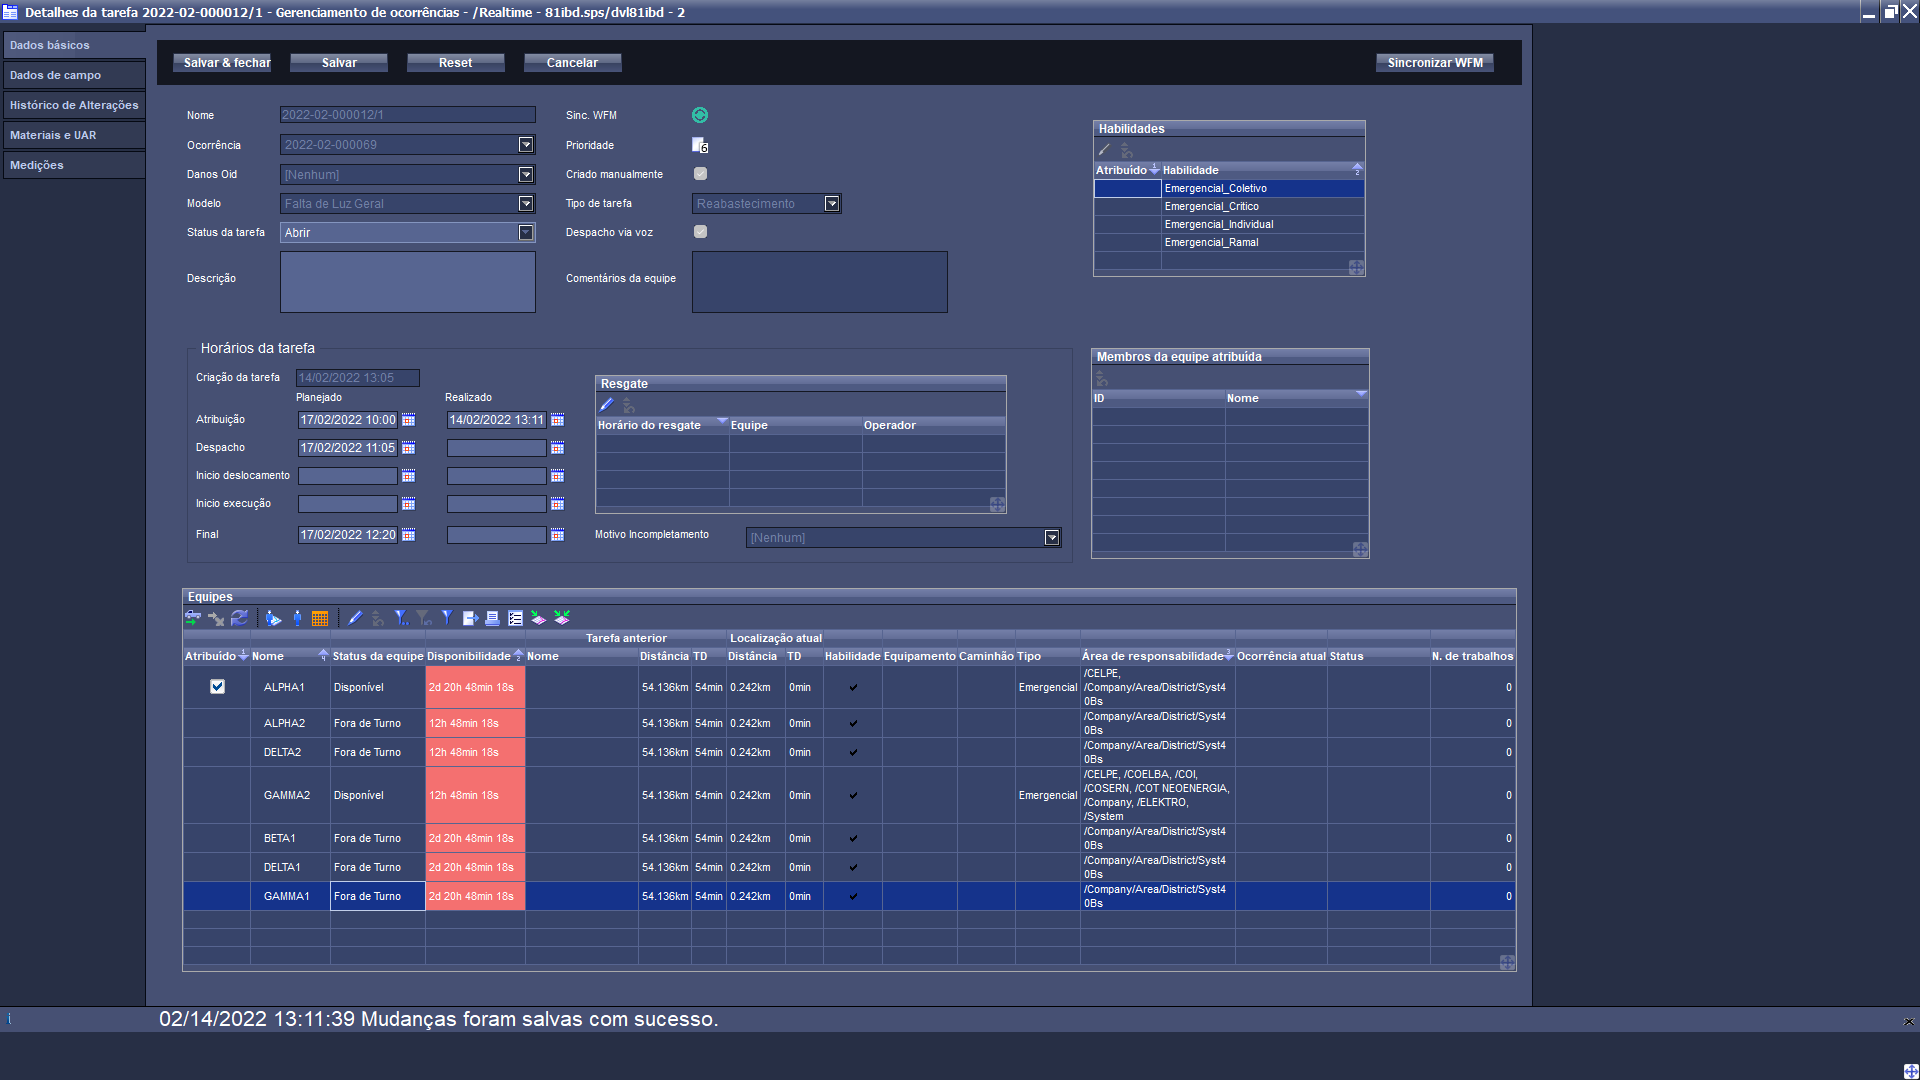 Detalhes da tarefa 2022-02-000012/1 - Gerenciamento de ocorrências - /Realtime - 81ibd.sps/dvl81ibd - 2
Dados básicos
Dados de campo
Histórico de Alterações
Materiais e UAR
Medições
Salvar & fechar
Salvar
Reset
Cancelar
Sincronizar WFM
Nome
2022-02-000012/1
Ocorrência
2022-02-000069
Danos Oid
[Nenhum]
Modelo
Falta de Luz Geral
Status da tarefa
Abrir
Descrição
Sinc. WFM
Prioridade
6
Criado manualmente
Tipo de tarefa
Reabastecimento
Despacho via voz
Comentários da equipe
Habilidades
Atribuído 1 Habilidade 2
Emergencial_Coletivo
Emergencial_Critico
Emergencial_Individual
Emergencial_Ramal
Horários da tarefa
Criação da tarefa 14/02/2022 13:05
Planejado Realizado
Atribuição 17/02/2022 10:00 14/02/2022 13:11
Despacho 17/02/2022 11:05
Inicio deslocamento
Inicio execução
Final 17/02/2022 12:20
Resgate
Horário do resgate Equipe Operador
Motivo Incompletamento [Nenhum]
Membros da equipe atribuída
ID Nome
Equipes
Tarefa anterior Localização atual
Atribuído 1 Nome 4 Status da equipe Disponibilidade 2 Nome Distância TD Distância TD Habilidade Equipamento Caminhão Tipo Área de responsabilidade 3 Ocorrência atual Status N. de trabalhos
ALPHA1 Disponível 2d 20h 48min 18s 54.136km 54min 0.242km 0min Emergencial /CELPE, 0
/Company/Area/District/Syst4
0Bs
ALPHA2 Fora de Turno 12h 48min 18s 54.136km 54min 0.242km 0min /Company/Area/District/Syst4 0
0Bs
DELTA2 Fora de Turno 12h 48min 18s 54.136km 54min 0.242km 0min /Company/Area/District/Syst4 0
0Bs
GAMMA2 Disponível 12h 48min 18s 54.136km 54min 0.242km 0min Emergencial /CELPE, /COELBA, /COI, 0
/COSERN, /COT NEOENERGIA,
/Company, /ELEKTRO,
/System
BETA1 Fora de Turno 2d 20h 48min 18s 54.136km 54min 0.242km 0min /Company/Area/District/Syst4 0
0Bs
DELTA1 Fora de Turno 2d 20h 48min 18s 54.136km 54min 0.242km 0min /Company/Area/District/Syst4 0
0Bs
GAMMA1 Fora de Turno 2d 20h 48min 18s 54.136km 54min 0.242km 0min /Company/Area/District/Syst4 0
0Bs
02/14/2022 13:11:39 Mudanças foram salvas com sucesso.